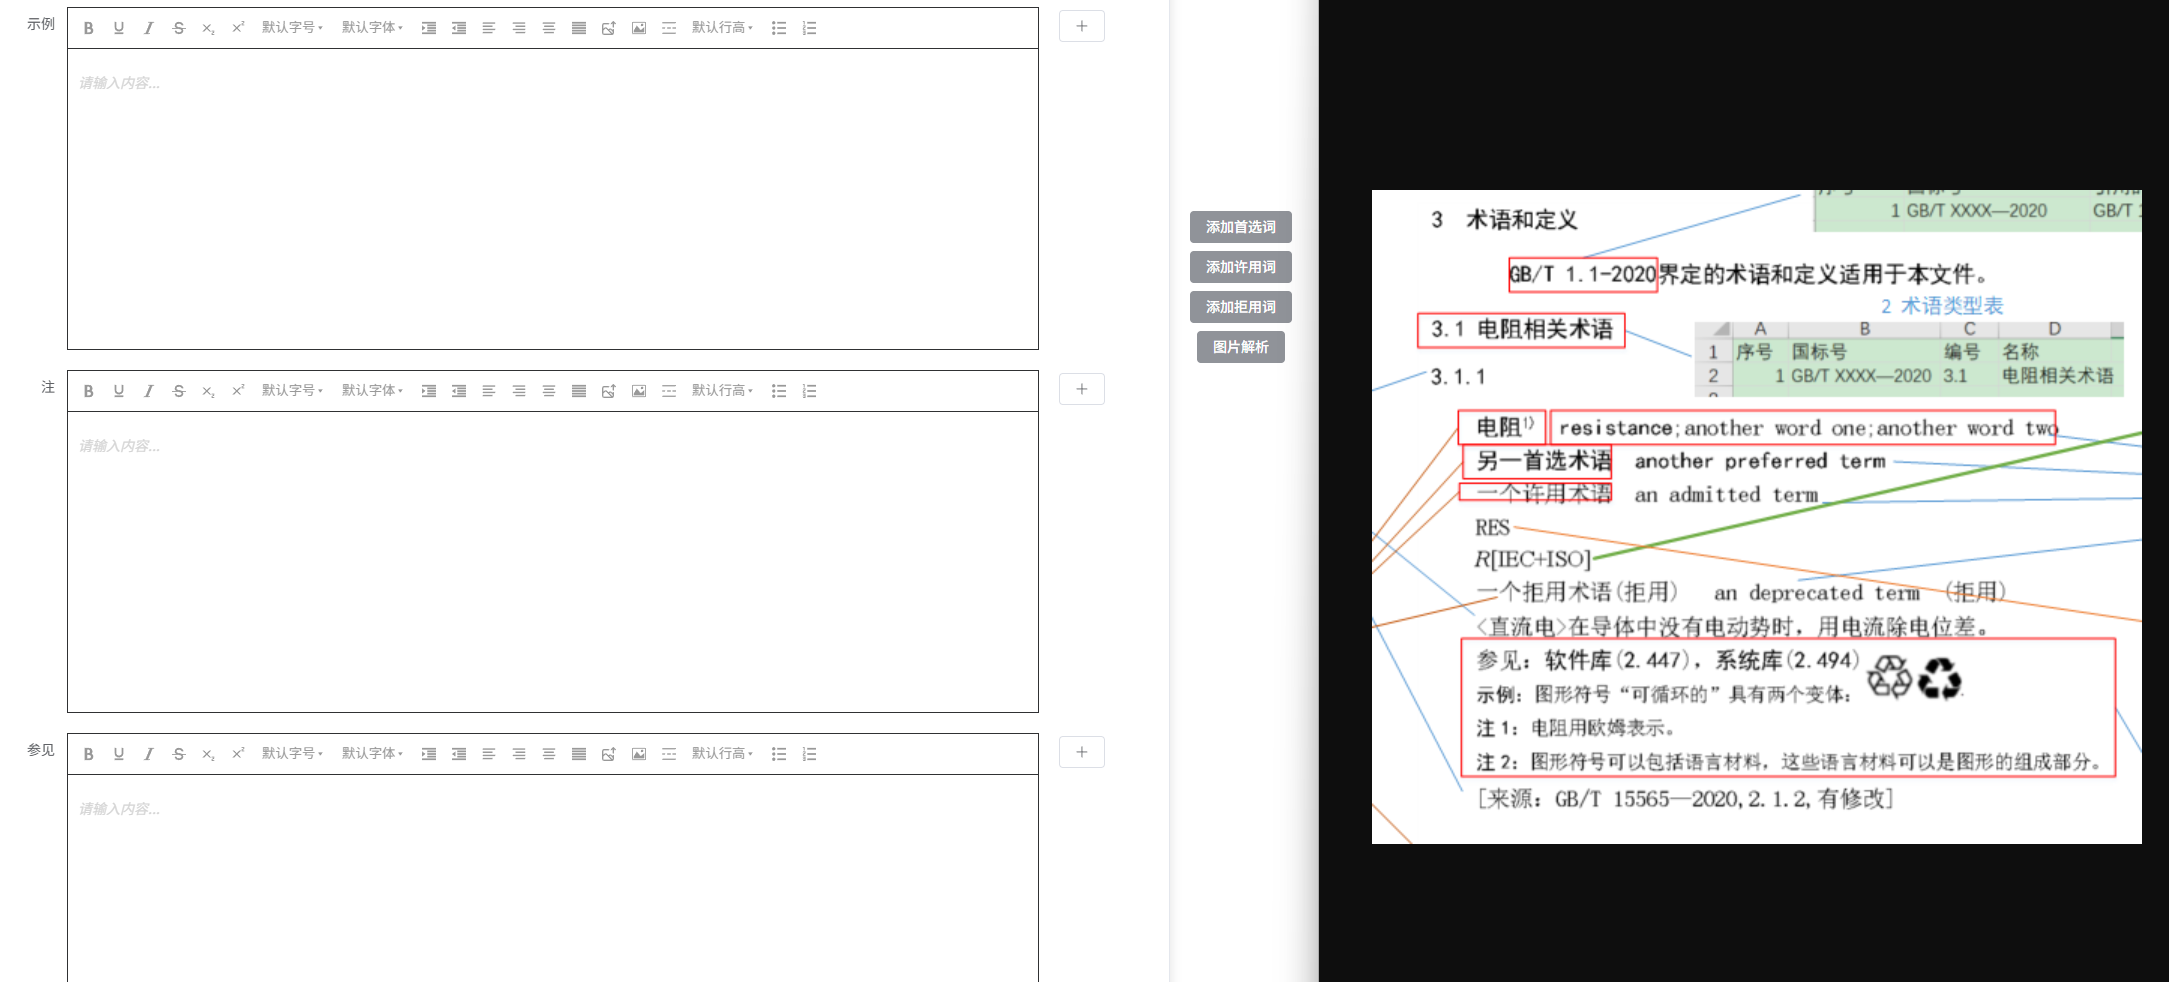 示例
B U I S X₂ X² 默认字号 默认字体 默认行高
+
请输入内容...
注
B U I S X₂ X² 默认字号 默认字体 默认行高
+
请输入内容...
参见
B U I S X₂ X² 默认字号 默认字体 默认行高
+
请输入内容...
添加首选词
添加许用词
添加拒用词
图片解析
1 GB/T XXXX—2020 GB/T
3 术语和定义
GB/T 1.1-2020界定的术语和定义适用于本文件。
2 术语类型表
3.1 电阻相关术语
A B C D
1 序号 国标号 编号 名称
2 1 GB/T XXXX—2020 3.1 电阻相关术语
3.1.1
电阻¹⁾ resistance;another word one;another word two
另一首选术语 another preferred term
一个许用术语 an admitted term
RES
R[IEC+ISO]
一个拒用术语(拒用) an deprecated term (拒用)
<直流电>在导体中没有电动势时，用电流除电位差。
参见：软件库(2.447)，系统库(2.494)
示例：图形符号“可循环的”具有两个变体：
注 1：电阻用欧姆表示。
注 2：图形符号可以包括语言材料，这些语言材料可以是图形的组成部分。
[来源：GB/T 15565—2020,2.1.2,有修改]